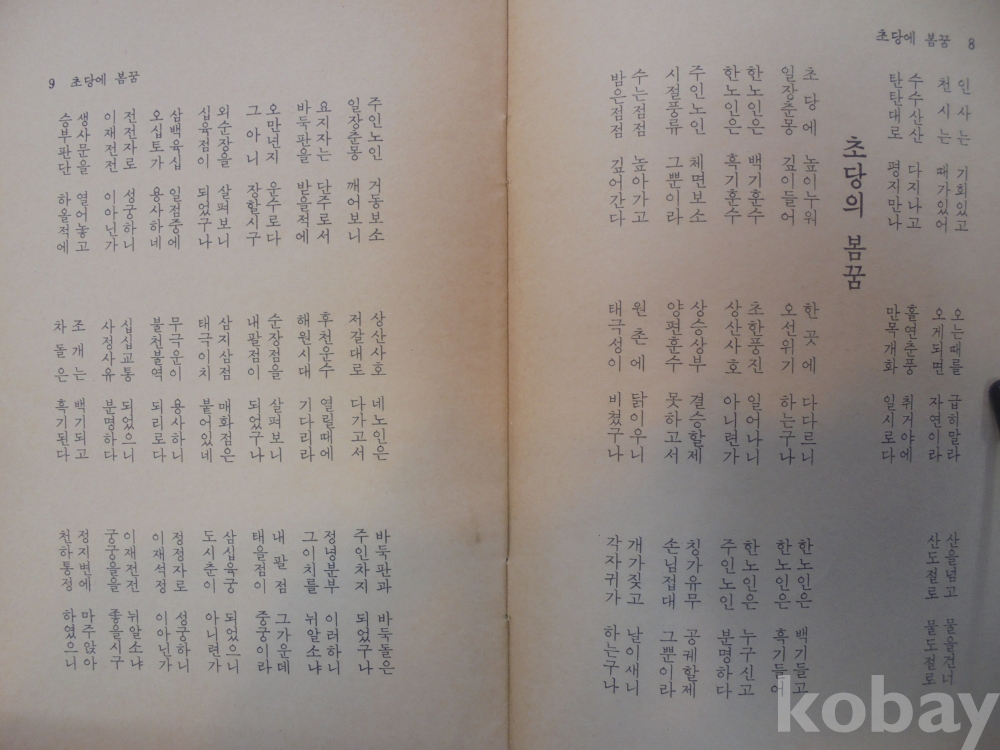 초당에 봄꿈 8
인사는 기회있고
천시는 때가있어
오는때를 급히말라
오게되면 자연이라
산을넘고 물을건너
산도절로 물도절로
수수산산 다지나고
탄탄대로 평지만나
홀연춘풍 취거야에
만목개화 일시로다
초당의 봄꿈
초당에 높이누워
일장춘몽 깊이들어
한곳에 다다르니
오선위기 하는구나
한노인은 백기들고
한노인은 흑기들어
한노인은 백기훈수
한노인은 흑기훈수
초한풍진 일어나니
상산사호 아니련가
한노인은 누구신고
주인노인 분명하다
주인노인 체면보소
시절풍류 그뿐이라
상승상부 결승할제
양편훈수 못하고서
칭가유무 공궤할제
손님접대 그뿐이라
수는점점 높아가고
밤은점점 깊어간다
원촌에 닭이우니
태극성이 비쳤구나
개가짖고 날이새니
각자귀가 하는구나
9 초당에 봄꿈
주인노인 거동보소
일장춘몽 깨어보니
상산사호 네노인은
저갈대로 다가고서
바둑판과 바둑돌은
주인차지 되었구나
요지자는 단주로서
바둑판을 받을적에
후천운수 열릴때에
해원시대 기다리라
정녕분부 이러하니
그이치를 뉘알소냐
오만년지 운주로다
그아니 장할시구
순장점을 살펴보니
내팔점이 되었구나
내팔점 그가운데
태을점이 중궁이라
외순장을 살펴보니
십육점이 되었구나
삼지삼점 매화점은
태극이치 붙어있네
삼십육궁 되었으니
도시춘이 아니련가
삼백육십 일점중에
오십토가 용사하네
무극운이 용사하니
불천불역 되리로다
정정자로 성궁하니
이재석정 이아닌가
전전자로 성궁하니
이재전전 이아닌가
십십교통 되었으니
사정사유 분명하다
이재전전 뉘알소냐
궁궁을을 좋을시구
생사문을 열어놓고
승부판단 하올적에
조개는 백기되고
차돌은 흑기된다
정지변에 마주앉아
천하통정 하였으니
kobay